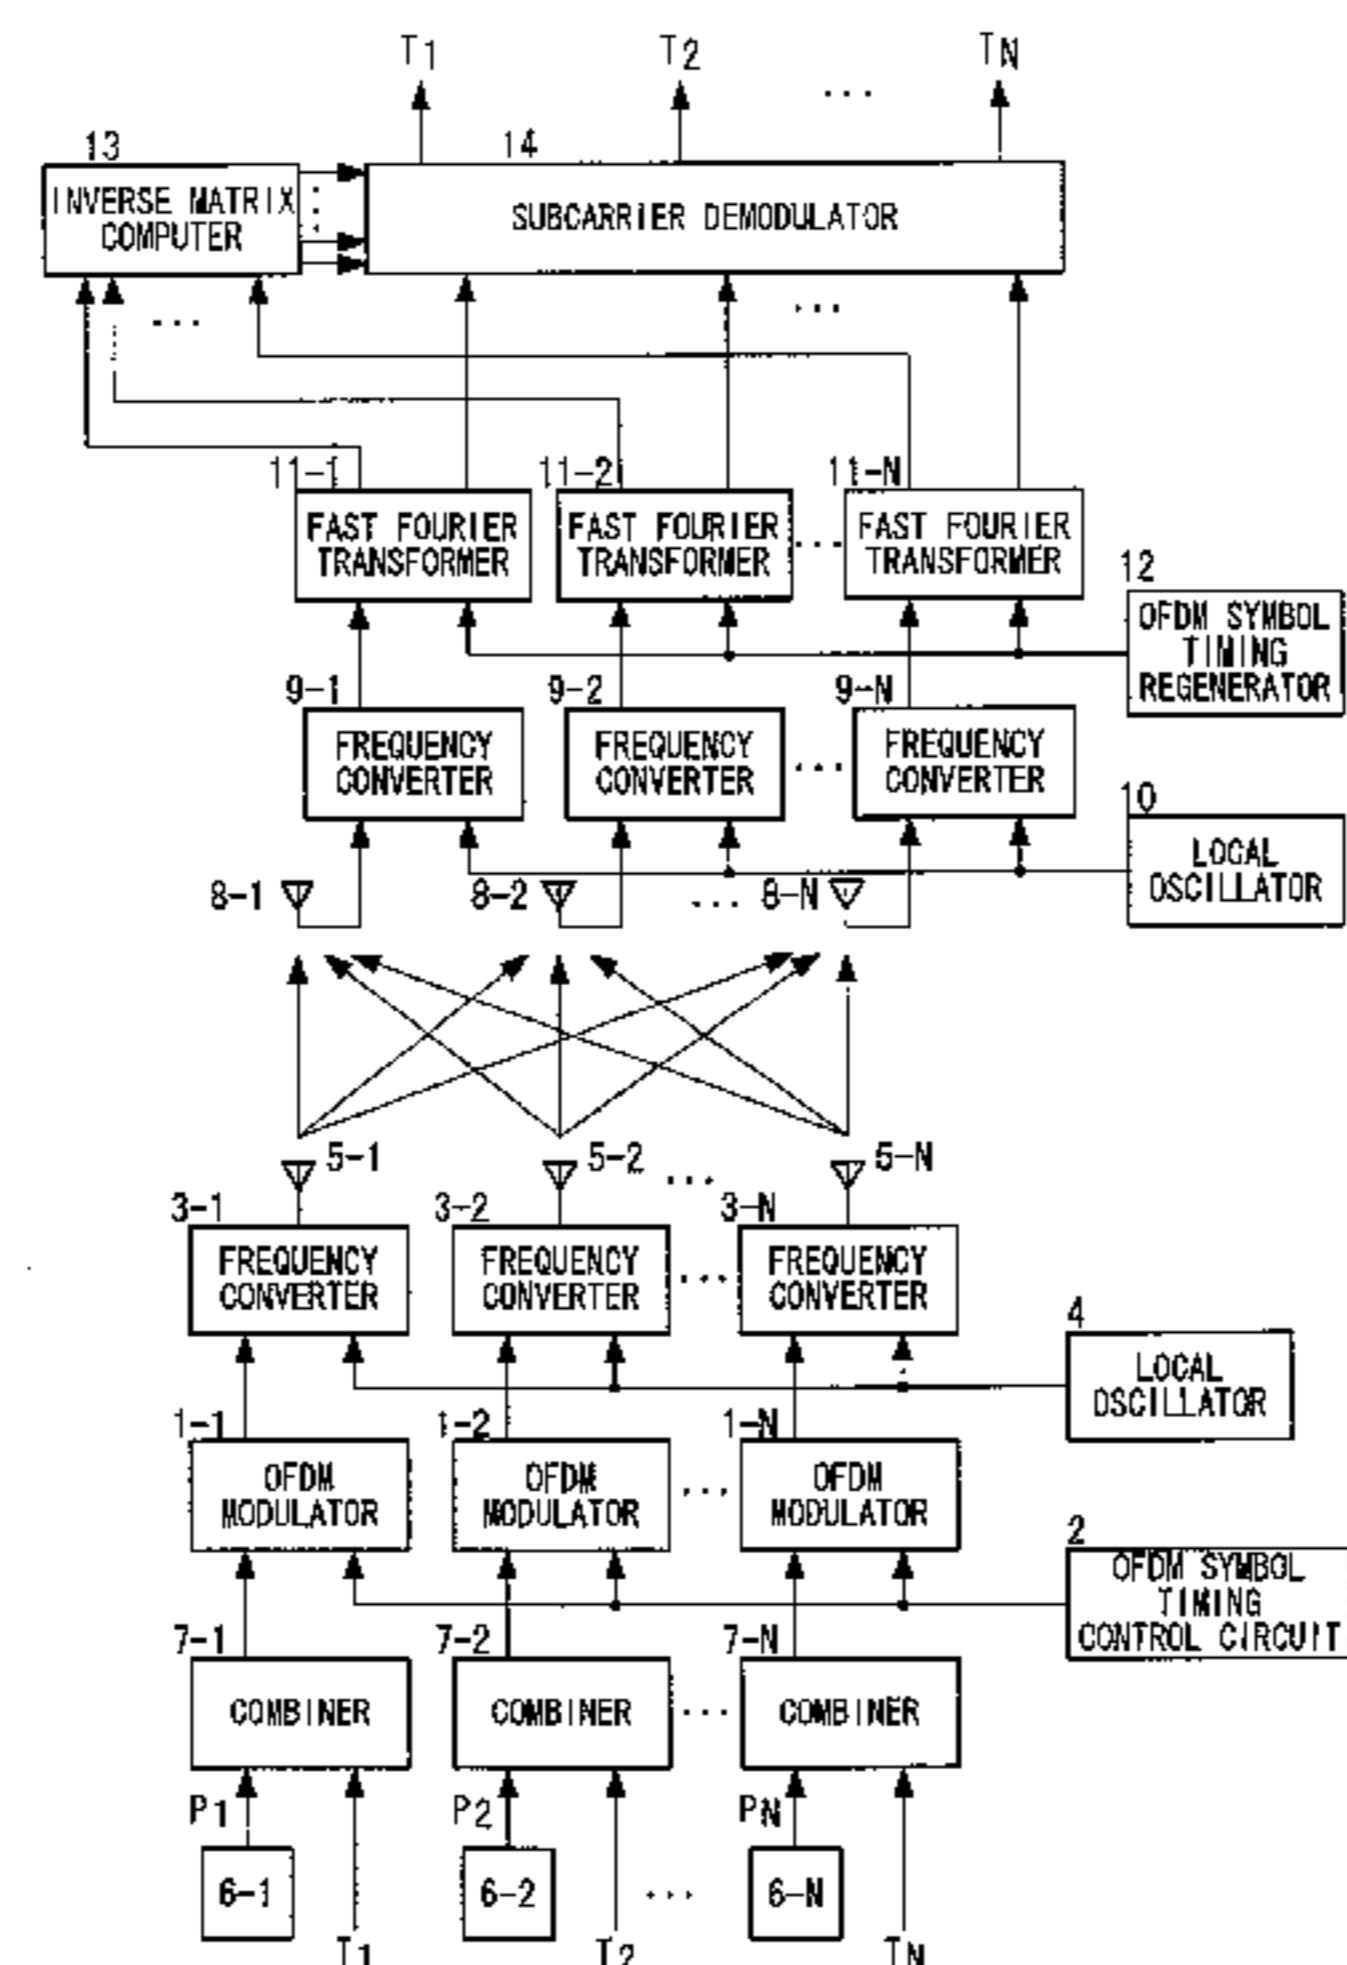 T1 T2 ... TN
13 14
INVERSE MATRIX
COMPUTER
SUBCARRIER DEMODULATOR
...
...
11-1 11-2 11-N
FAST FOURIER
TRANSFORMER
FAST FOURIER
TRANSFORMER
...
FAST FOURIER
TRANSFORMER
12
OFDM SYMBOL
TIMING
REGENERATOR
9-1 9-2 9-N
FREQUENCY
CONVERTER
FREQUENCY
CONVERTER
...
FREQUENCY
CONVERTER
10
LOCAL
OSCILLATOR
8-1 8-2 ... 8-N
5-1 5-2 ... 5-N
3-1 3-2 3-N
FREQUENCY
CONVERTER
FREQUENCY
CONVERTER
...
FREQUENCY
CONVERTER
4
LOCAL
OSCILLATOR
1-1 1-2 1-N
OFDM
MODULATOR
OFDM
MODULATOR
...
OFDM
MODULATOR
2
OFDM SYMBOL
TIMING
CONTROL CIRCUIT
7-1 7-2 7-N
COMBINER COMBINER ... COMBINER
P1 P2 PN
6-1 6-2 ... 6-N
T1 T2 TN